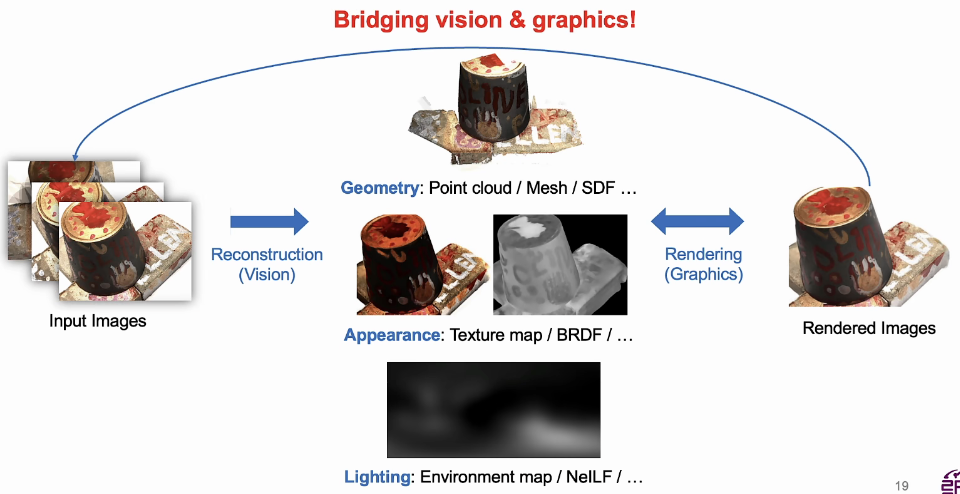 Bridging vision & graphics!
Geometry: Point cloud / Mesh / SDF ...
Reconstruction
(Vision)
Rendering
(Graphics)
Input Images
Rendered Images
Appearance: Texture map / BRDF / ...
Lighting: Environment map / NeILF / ...
19